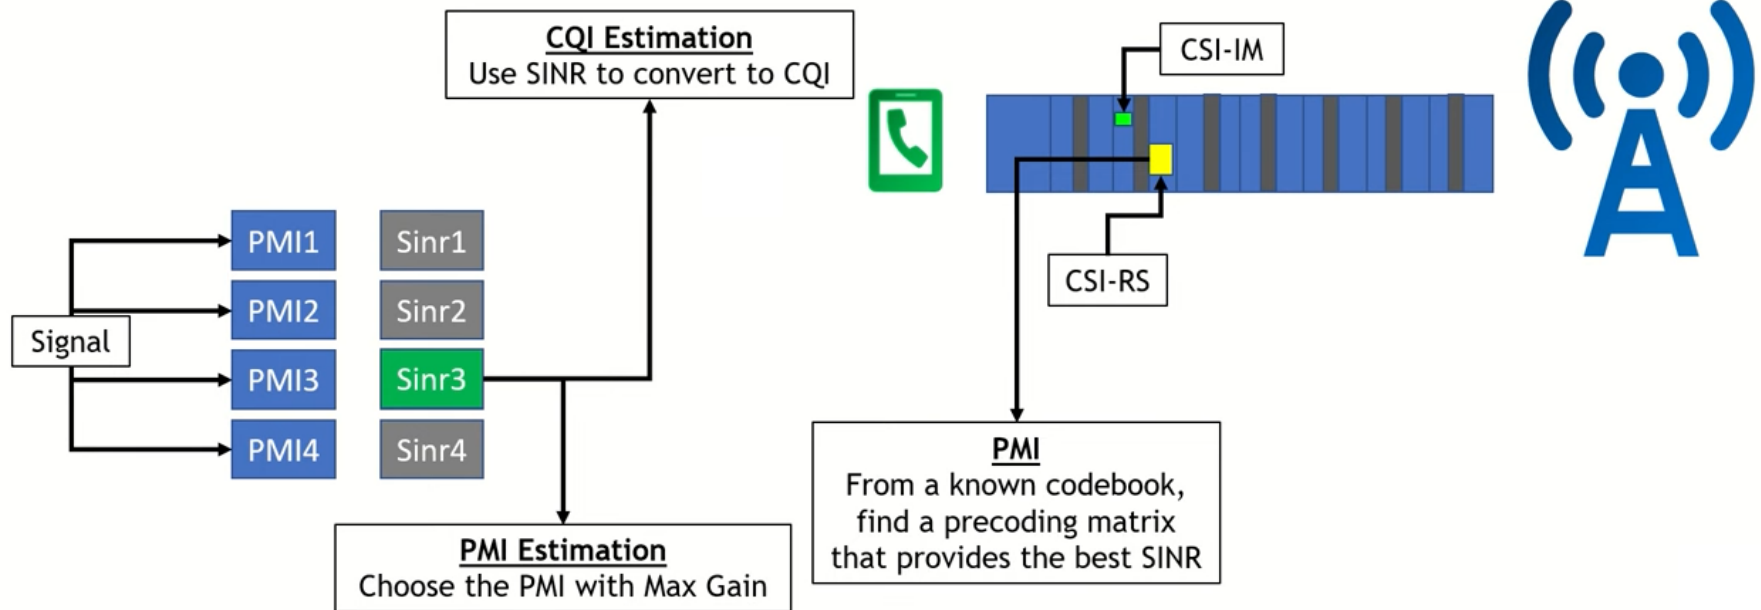 CQI Estimation
Use SINR to convert to CQI
CSI-IM
CSI-RS
Signal
PMI1
Sinr1
PMI2
Sinr2
PMI3
Sinr3
PMI4
Sinr4
PMI Estimation
Choose the PMI with Max Gain
PMI
From a known codebook,
find a precoding matrix
that provides the best SINR